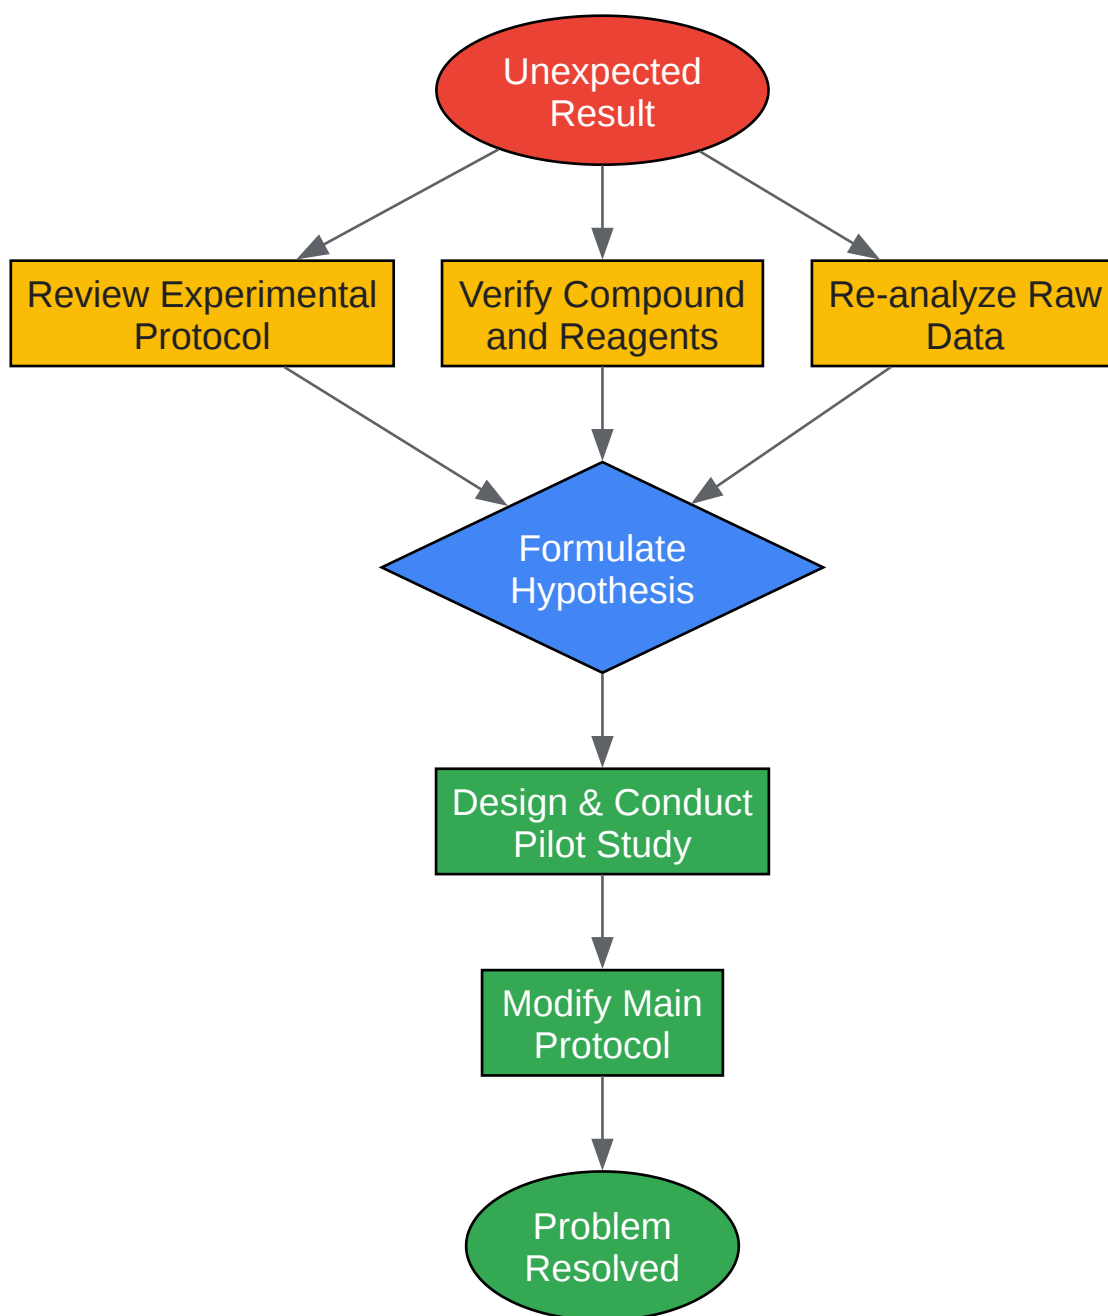 Unexpected
Result
Review Experimental
Protocol
Verify Compound
and Reagents
Re-analyze Raw
Data
Formulate
Hypothesis
Design & Conduct
Pilot Study
Modify Main
Protocol
Problem
Resolved